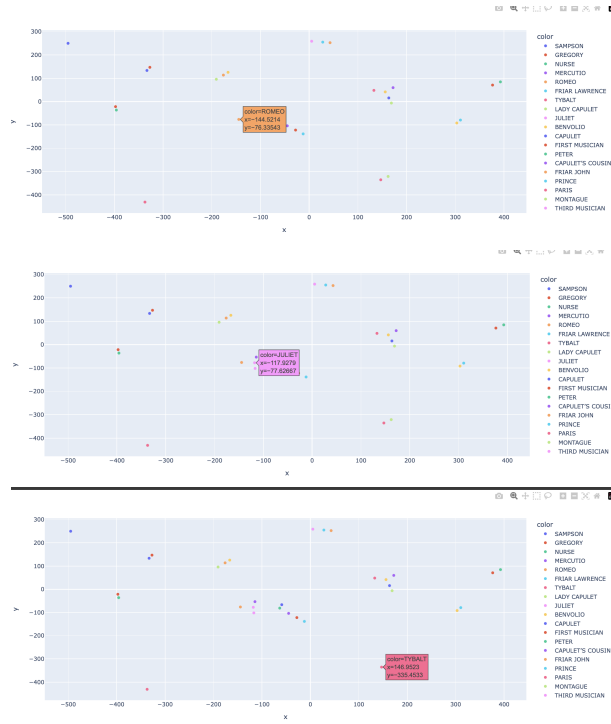 300
200
100
0
−100
−200
−300
−400
y
−500
−400
−300
−200
−100
0
100
200
300
400
x
color=ROMEO
x=−144.5214
y=−76.33543
color
SAMPSON
GREGORY
NURSE
MERCUTIO
ROMEO
FRIAR LAWRENCE
TYBALT
LADY CAPULET
JULIET
BENVOLIO
CAPULET
FIRST MUSICIAN
PETER
CAPULET'S COUSIN
FRIAR JOHN
PRINCE
PARIS
MONTAGUE
THIRD MUSICIAN
300
200
100
0
−100
−200
−300
−400
y
−500
−400
−300
−200
−100
0
100
200
300
400
x
color=JULIET
x=−117.9279
y=−77.62667
color
SAMPSON
GREGORY
NURSE
MERCUTIO
ROMEO
FRIAR LAWRENCE
TYBALT
LADY CAPULET
JULIET
BENVOLIO
CAPULET
FIRST MUSICIAN
PETER
CAPULET'S COUSI
FRIAR JOHN
PRINCE
PARIS
MONTAGUE
THIRD MUSICIAN
300
200
100
0
−100
−200
−300
−400
y
−500
−400
−300
−200
−100
0
100
200
300
400
x
color=TYBALT
x=146.9523
y=−335.4533
color
SAMPSON
GREGORY
NURSE
MERCUTIO
ROMEO
FRIAR LAWRENCE
TYBALT
LADY CAPULET
JULIET
BENVOLIO
CAPULET
FIRST MUSICIAN
PETER
CAPULET'S COUSIN
FRIAR JOHN
PRINCE
PARIS
MONTAGUE
THIRD MUSICIAN